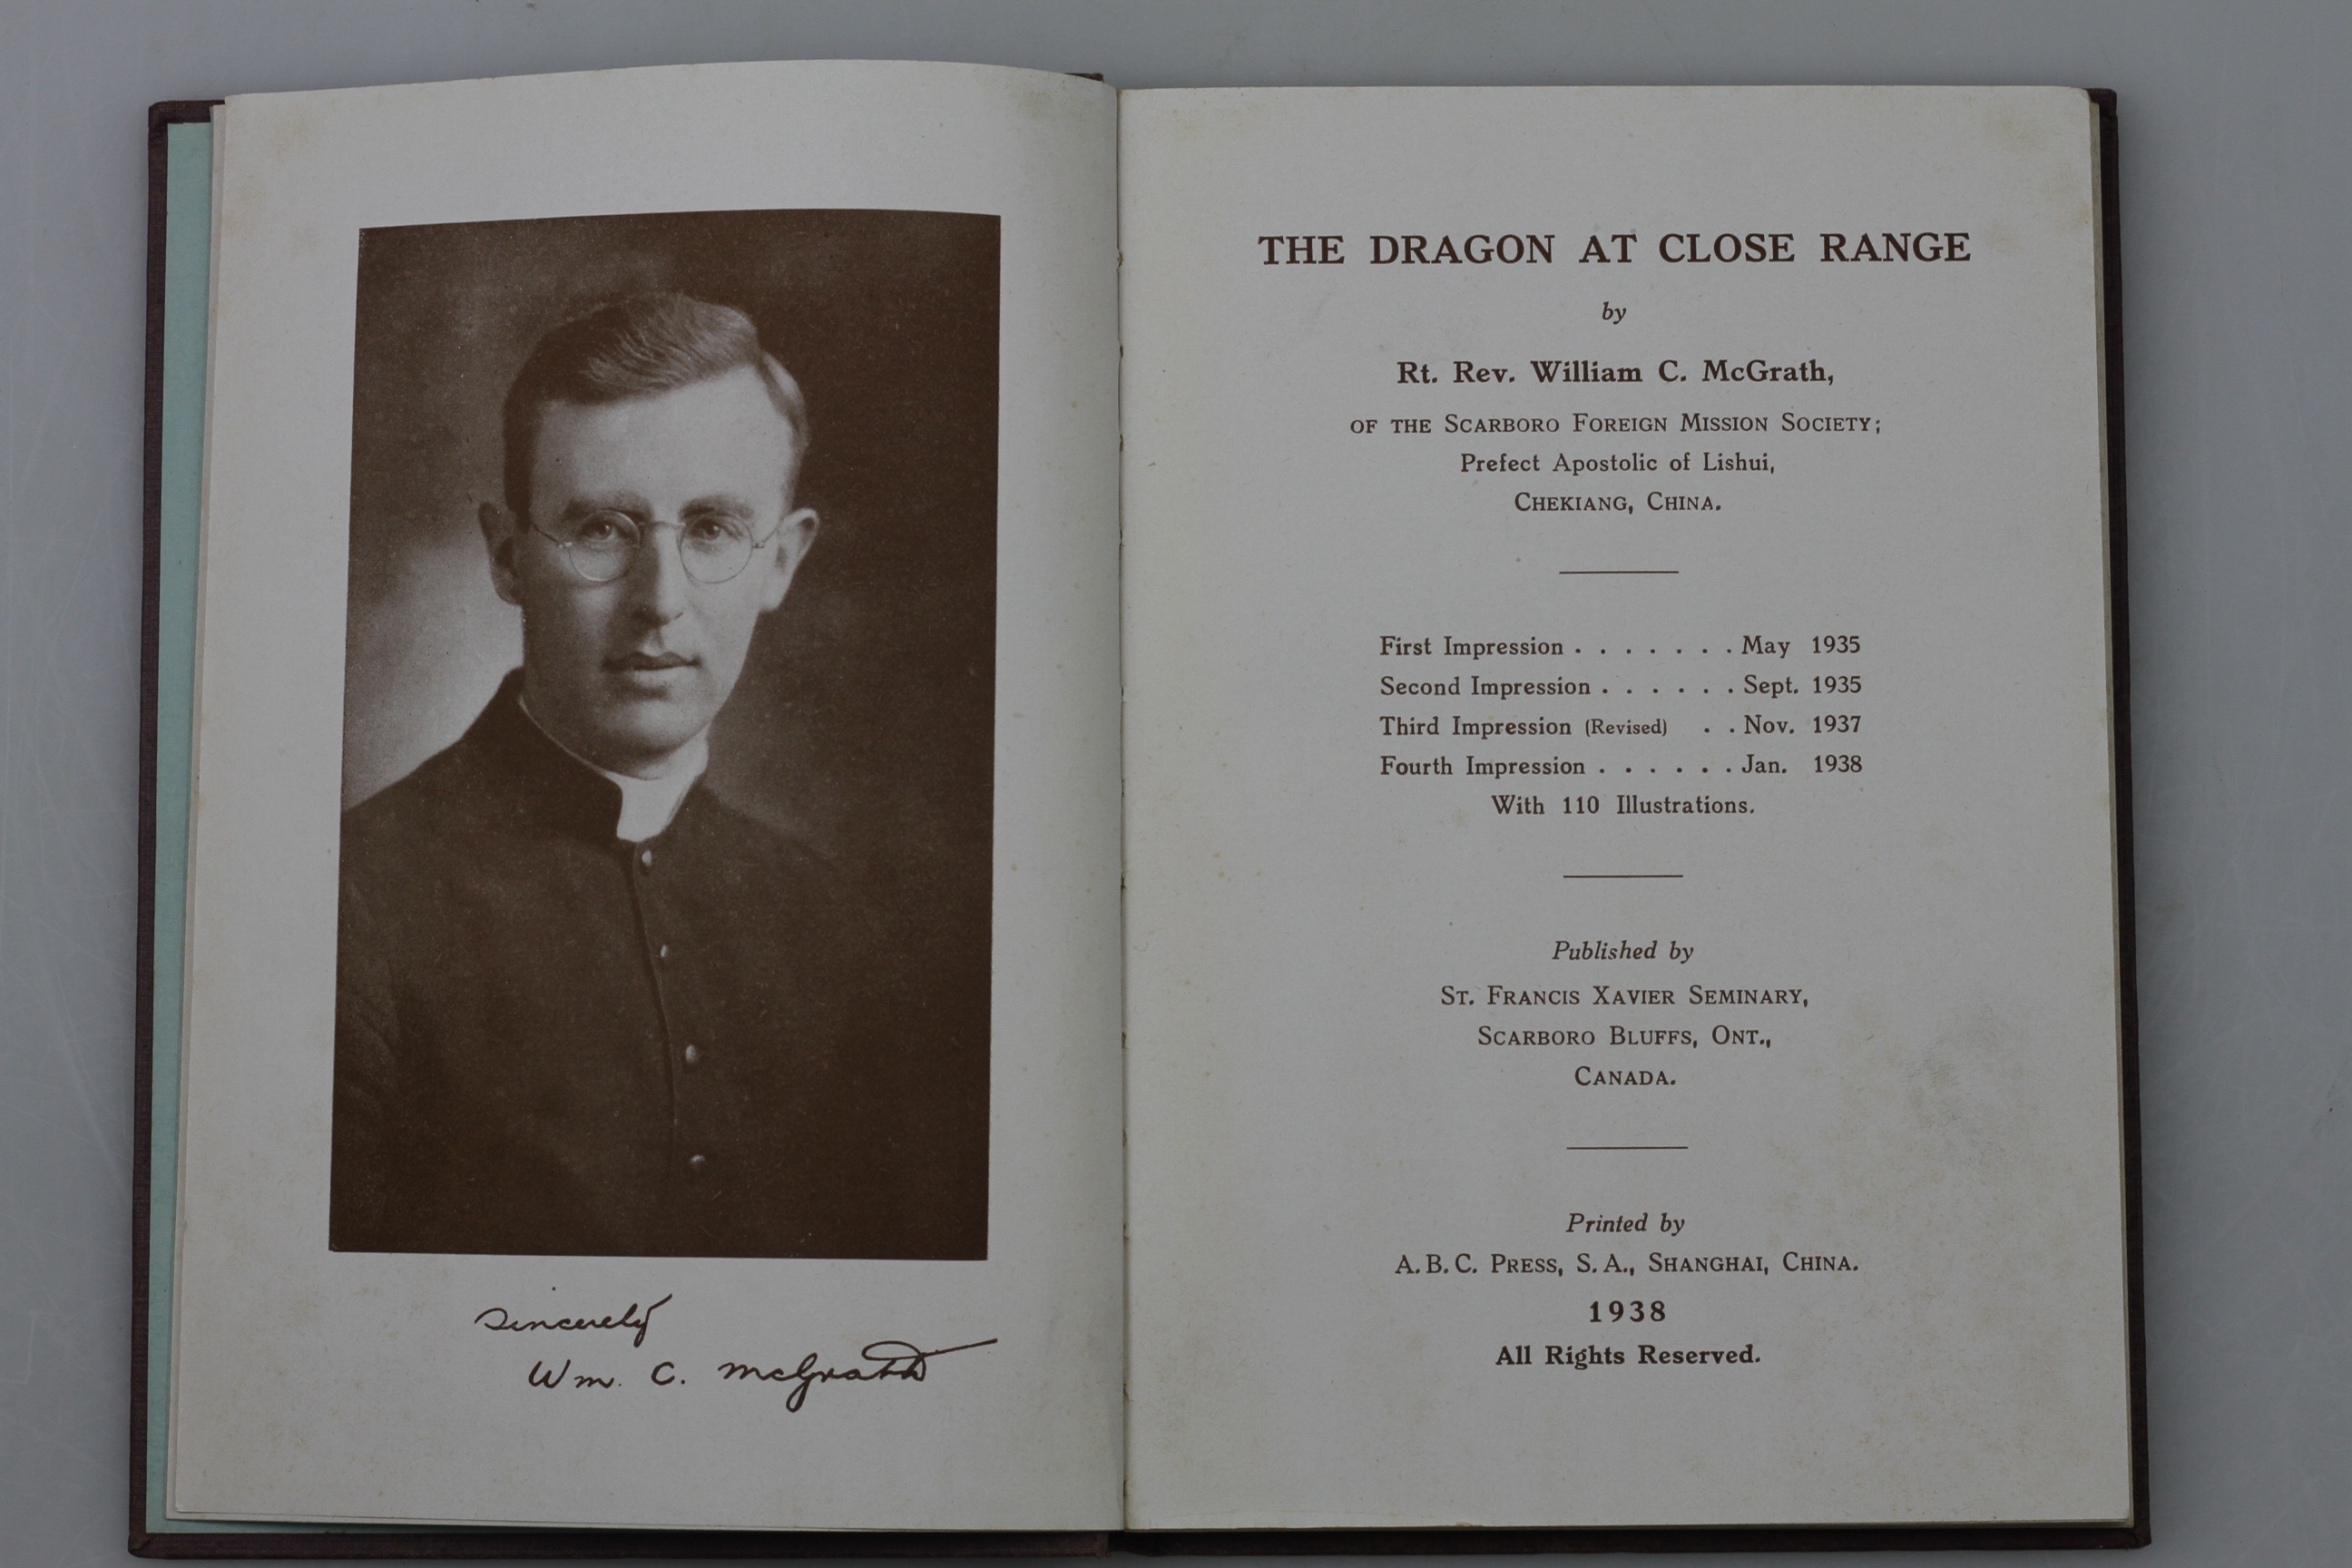 Sincerely
Wm. C. McGrath
THE DRAGON AT CLOSE RANGE
by
Rt. Rev. William C. McGrath,
OF THE SCARBORO FOREIGN MISSION SOCIETY;
Prefect Apostolic of Lishui,
CHEKIANG, CHINA.
First Impression . . . . . . . May 1935
Second Impression . . . . . . Sept. 1935
Third Impression (Revised) . . Nov. 1937
Fourth Impression . . . . . . Jan. 1938
With 110 Illustrations.
Published by
ST. FRANCIS XAVIER SEMINARY,
SCARBORO BLUFFS, ONT.,
CANADA.
Printed by
A.B.C. PRESS, S.A., SHANGHAI, CHINA.
1938
All Rights Reserved.